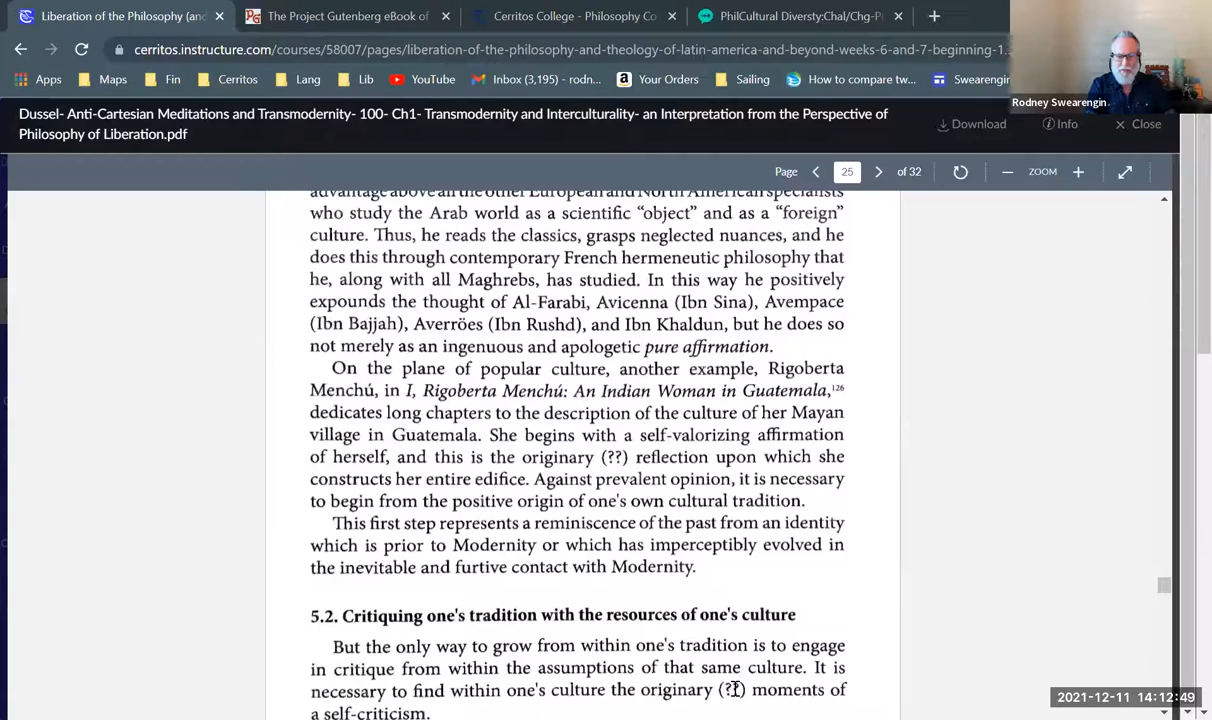 Liberation of the Philosophy (an
The Project Gutenberg eBook of
Cerritos College - Philosophy Co
PhilCultural Diversty:Chal/Chg-P
cerritos.instructure.com/courses/58007/pages/liberation-of-the-philosophy-and-theology-of-latin-america-and-beyond-weeks-6-and-7-beginning-1...
Apps Maps Fin Cerritos Lang Lib YouTube Inbox (3,195) - rodn... Your Orders Sailing How to compare tw... Swearengin
Rodney Swearengin
Dussel- Anti-Cartesian Meditations and Transmodernity- 100- Ch1- Transmodernity and Interculturality- an Interpretation from the Perspective of
Philosophy of Liberation.pdf
Download Info Close
Page 25 of 32 ZOOM
advantage above all the other European and North American specialists
who study the Arab world as a scientific “object” and as a “foreign”
culture. Thus, he reads the classics, grasps neglected nuances, and he
does this through contemporary French hermeneutic philosophy that
he, along with all Maghrebs, has studied. In this way he positively
expounds the thought of Al-Farabi, Avicenna (Ibn Sina), Avempace
(Ibn Bajjah), Averröes (Ibn Rushd), and Ibn Khaldun, but he does so
not merely as an ingenuous and apologetic pure affirmation.
On the plane of popular culture, another example, Rigoberta
Menchú, in I, Rigoberta Menchú: An Indian Woman in Guatemala,126
dedicates long chapters to the description of the culture of her Mayan
village in Guatemala. She begins with a self-valorizing affirmation
of herself, and this is the originary (??) reflection upon which she
constructs her entire edifice. Against prevalent opinion, it is necessary
to begin from the positive origin of one's own cultural tradition.
This first step represents a reminiscence of the past from an identity
which is prior to Modernity or which has imperceptibly evolved in
the inevitable and furtive contact with Modernity.
5.2. Critiquing one's tradition with the resources of one's culture
But the only way to grow from within one's tradition is to engage
in critique from within the assumptions of that same culture. It is
necessary to find within one's culture the originary (??) moments of
a self-criticism.
2021-12-11 14:12:49